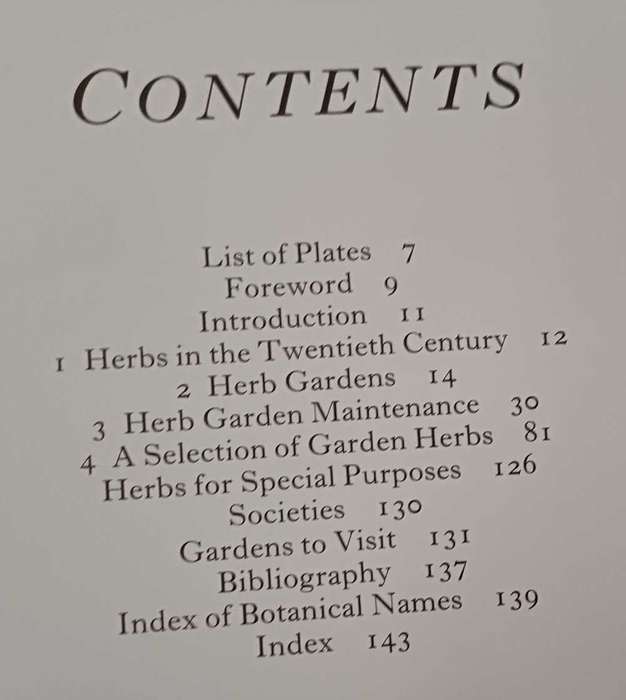 CONTENTS
List of Plates 7
Foreword 9
Introduction 11
1 Herbs in the Twentieth Century 12
2 Herb Gardens 14
3 Herb Garden Maintenance 30
4 A Selection of Garden Herbs 81
Herbs for Special Purposes 126
Societies 130
Gardens to Visit 131
Bibliography 137
Index of Botanical Names 139
Index 143